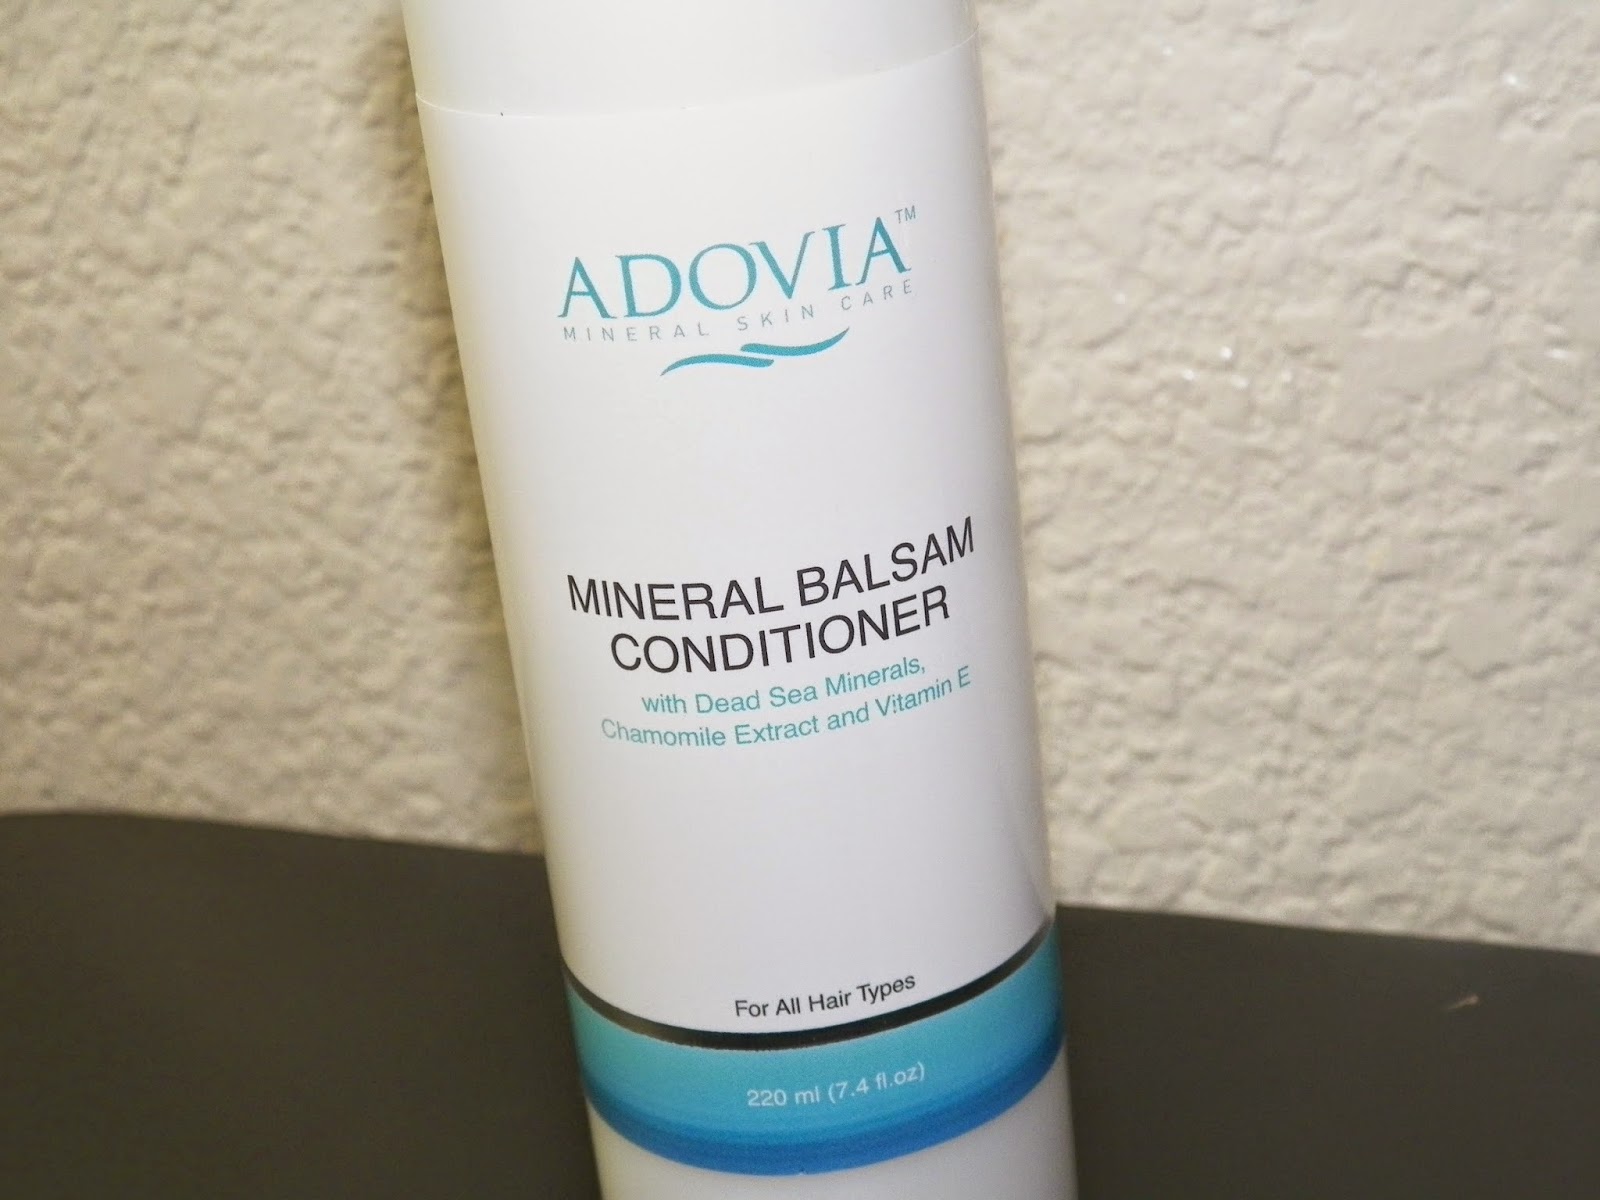 ADOVIA™
MINERAL SKIN CARE
MINERAL BALSAM
CONDITIONER
with Dead Sea Minerals,
Chamomile Extract and Vitamin E
For All Hair Types
220 ml (7.4 fl.oz)